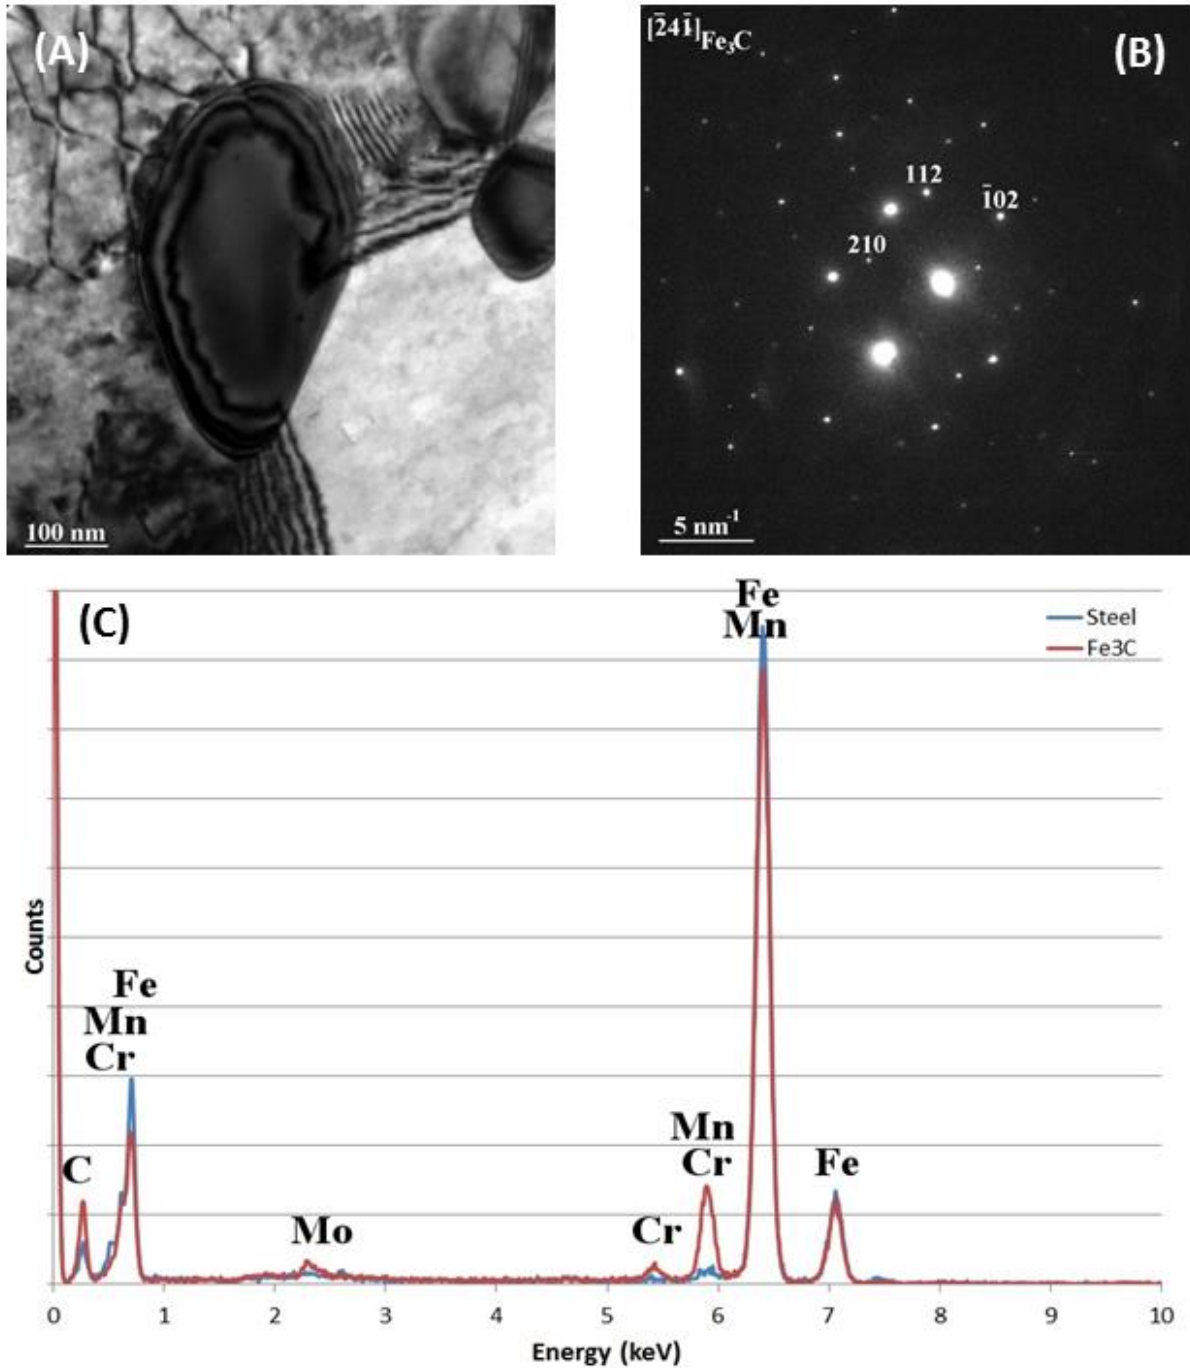 (A)
100 nm
[2̄41̄]Fe₃C
(B)
112
1̄02
210
5 nm⁻¹
(C)
Fe
Mn
Steel
Fe3C
Counts
Fe
Mn
Cr
C
Mo
Cr
Mn
Cr
Fe
0 1 2 3 4 5 6 7 8 9 10
Energy (keV)